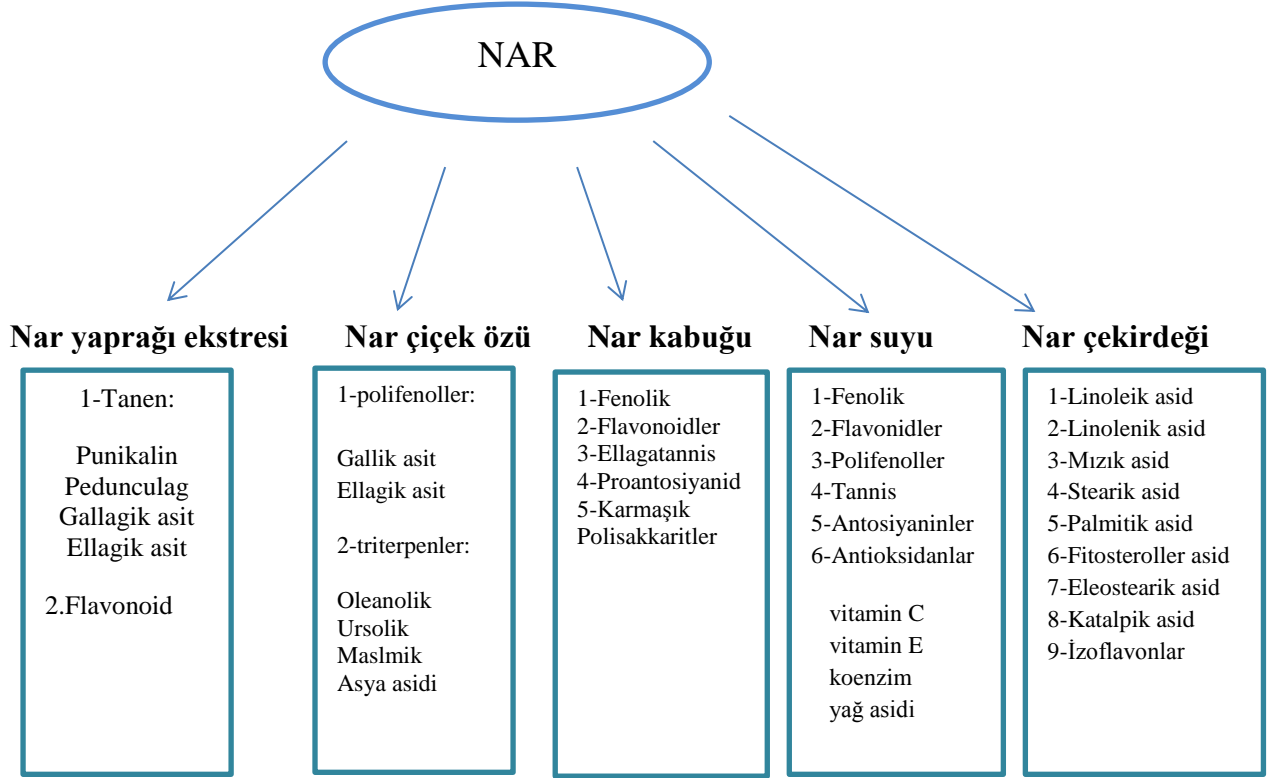 NAR
Nar yaprağı ekstresi
1-Tanen:
Punikalin
Pedunculag
Gallagik asit
Ellagik asit
2.Flavonoid
Nar çiçek özü
1-polifenoller:
Gallik asit
Ellagik asit
2-triterpenler:
Oleanolik
Ursolik
Maslmik
Asya asidi
Nar kabuğu
1-Fenolik
2-Flavonoidler
3-Ellagatannis
4-Proantosiyanid
5-Karmaşık
Polisakkaritler
Nar suyu
1-Fenolik
2-Flavonidler
3-Polifenoller
4-Tannis
5-Antosiyaninler
6-Antioksidanlar
vitamin C
vitamin E
koenzim
yağ asidi
Nar çekirdeği
1-Linoleik asid
2-Linolenik asid
3-Mızık asid
4-Stearik asid
5-Palmitik asid
6-Fitosteroller asid
7-Eleostearik asid
8-Katalpik asid
9-İzoflavonlar